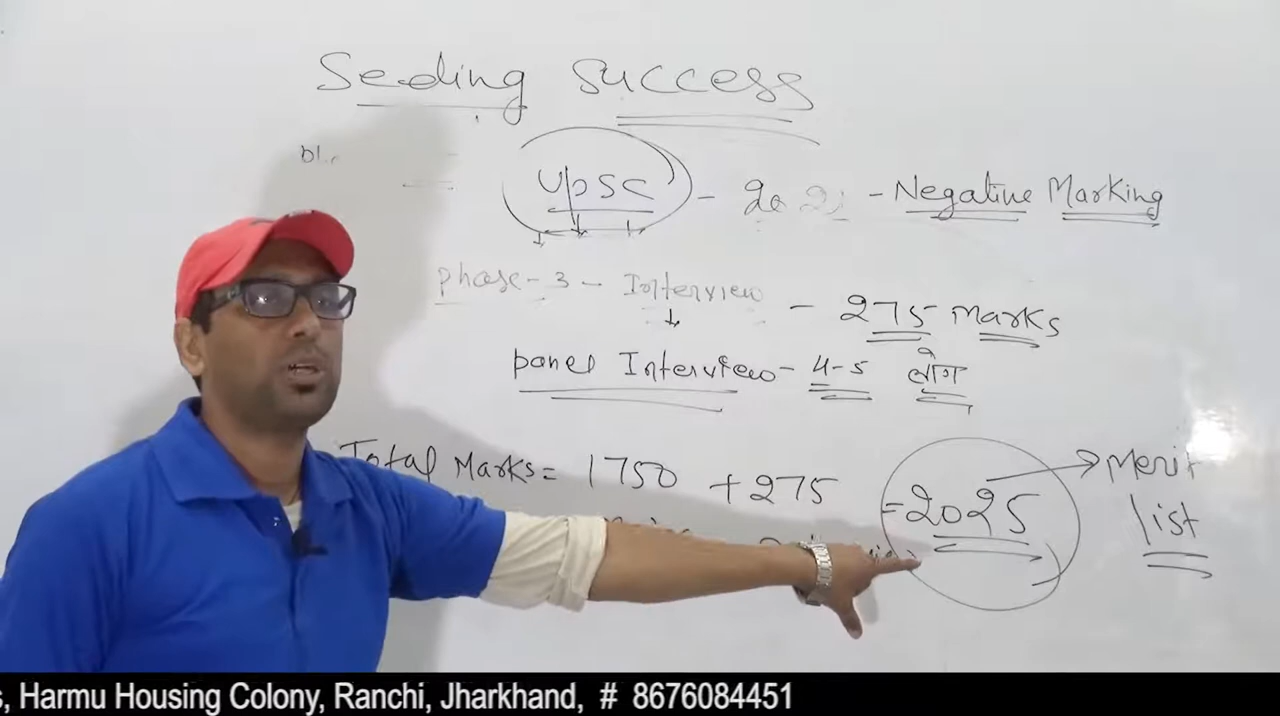 Seeding Success
UPSC - 202 - Negative Marking
phase-3 - Interview - 275 Marks
panel Interview - 4-5 लोग
Total Marks = 1750 + 275 = 2025 → Merit list
s, Harmu Housing Colony, Ranchi, Jharkhand, # 8676084451